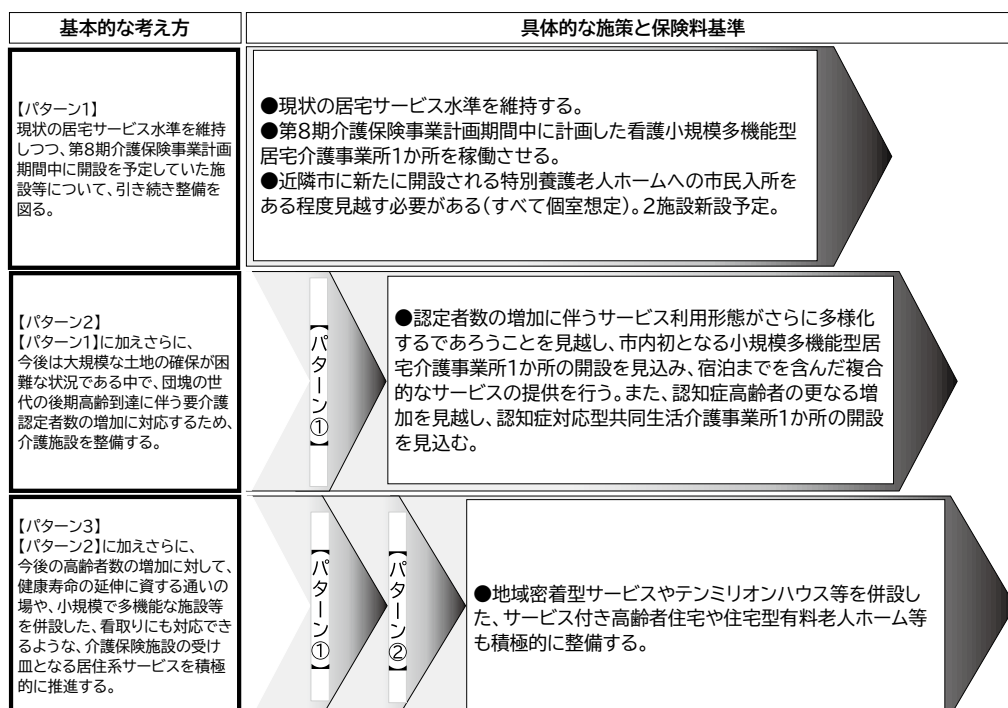 基本的な考え方
具体的な施策と保険料基準
【パターン1】
現状の居宅サービス水準を維持
しつつ、第8期介護保険事業計画
期間中に開設を予定していた施
設等について、引き続き整備を
図る。
●現状の居宅サービス水準を維持する。
●第8期介護保険事業計画期間中に計画した看護小規模多機能型
居宅介護事業所1か所を稼働させる。
●近隣市に新たに開設される特別養護老人ホームへの市民入所を
ある程度見越す必要がある(すべて個室想定)。2施設新設予定。
【パターン2】
【パターン1】に加えさらに、
今後は大規模な土地の確保が困
難な状況である中で、団塊の世
代の後期高齢到達に伴う要介護
認定者数の増加に対応するため、
介護施設を整備する。
【パターン①】
●認定者数の増加に伴うサービス利用形態がさらに多様化
するであろうことを見越し、市内初となる小規模多機能型居
宅介護事業所1か所の開設を見込み、宿泊までを含んだ複合
的なサービスの提供を行う。また、認知症高齢者の更なる増
加を見越し、認知症対応型共同生活介護事業所1か所の開設
を見込む。
【パターン3】
【パターン2】に加えさらに、
今後の高齢者数の増加に対して、
健康寿命の延伸に資する通いの
場や、小規模で多機能な施設等
を併設した、看取りにも対応でき
るような、介護保険施設の受け
皿となる居住系サービスを積極
的に推進する。
【パターン①】
【パターン②】
●地域密着型サービスやテンミリオンハウス等を併設し
た、サービス付き高齢者住宅や住宅型有料老人ホーム等
も積極的に整備する。